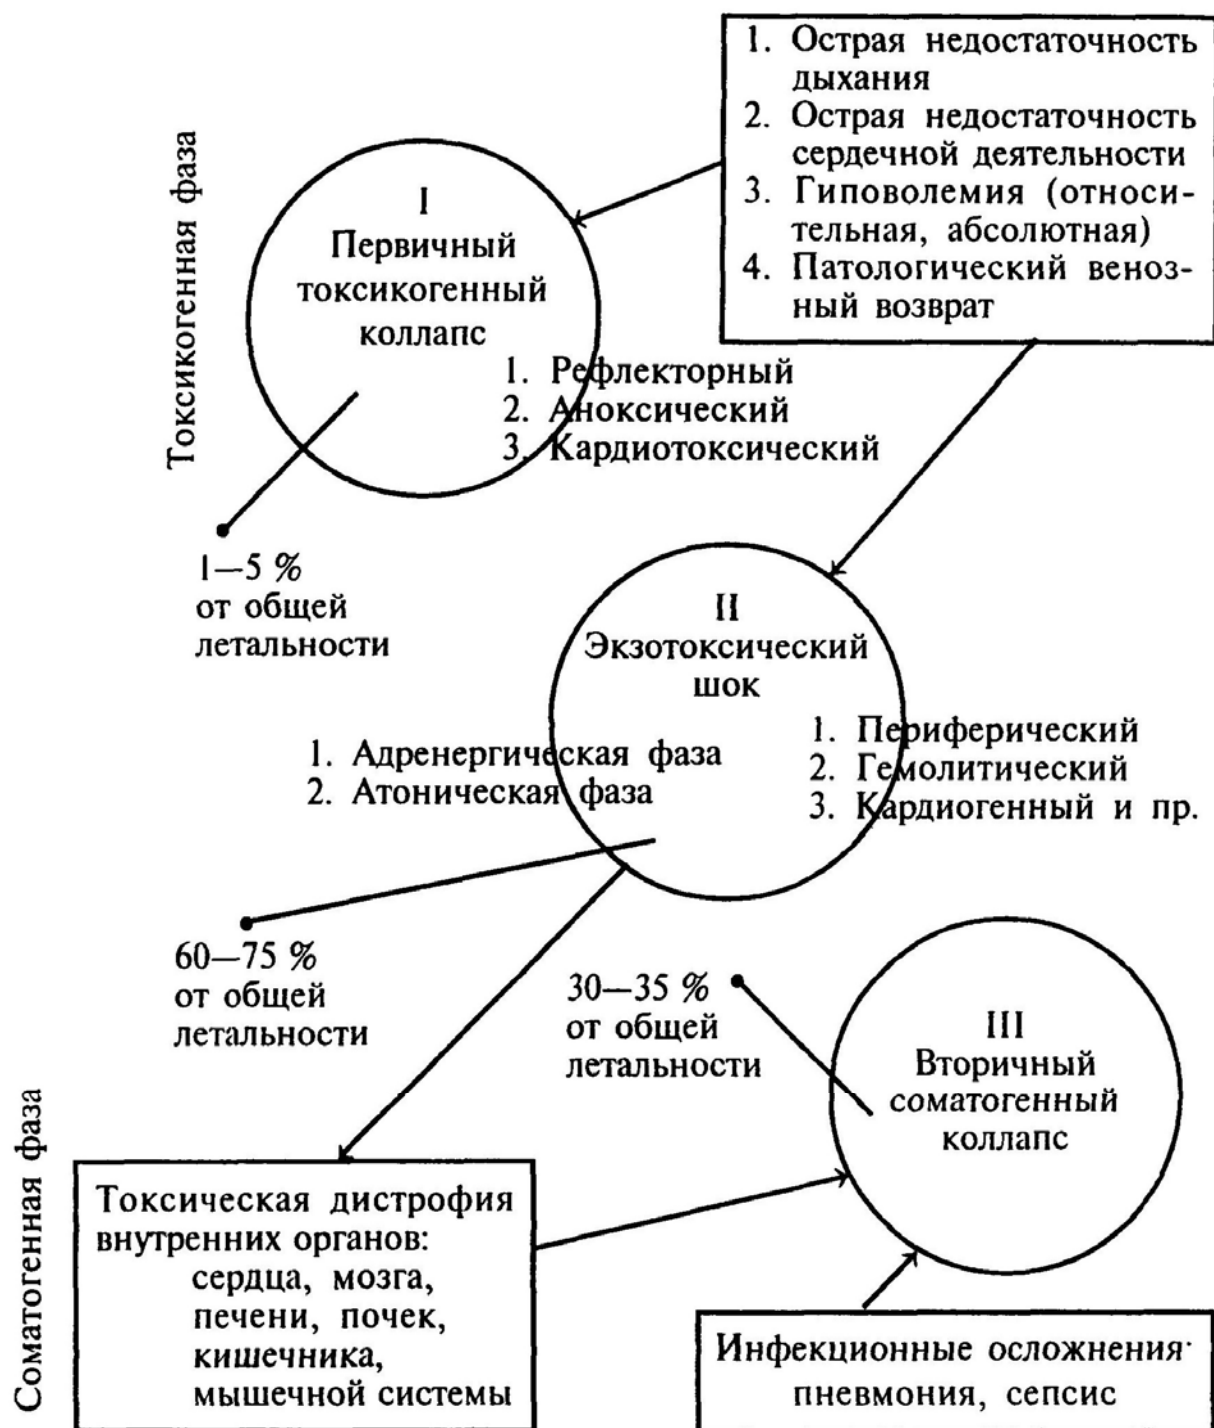 Токсикогенная фаза
1. Острая недостаточность
дыхания
2. Острая недостаточность
сердечной деятельности
3. Гиповолемия (относи-
тельная, абсолютная)
4. Патологический веноз-
ный возврат
I
Первичный
токсикогенный
коллапс
1. Рефлекторный
2. Аноксический
3. Кардиотоксический
1—5 %
от общей
летальности
II
Экзотоксический
шок
1. Адренергическая фаза
2. Атоническая фаза
1. Периферический
2. Гемолитический
3. Кардиогенный и пр.
60—75 %
от общей
летальности
30—35 %
от общей
летальности
III
Вторичный
соматогенный
коллапс
Соматогенная фаза
Токсическая дистрофия
внутренних органов:
сердца, мозга,
печени, почек,
кишечника,
мышечной системы
Инфекционные осложнения·
пневмония, сепсис